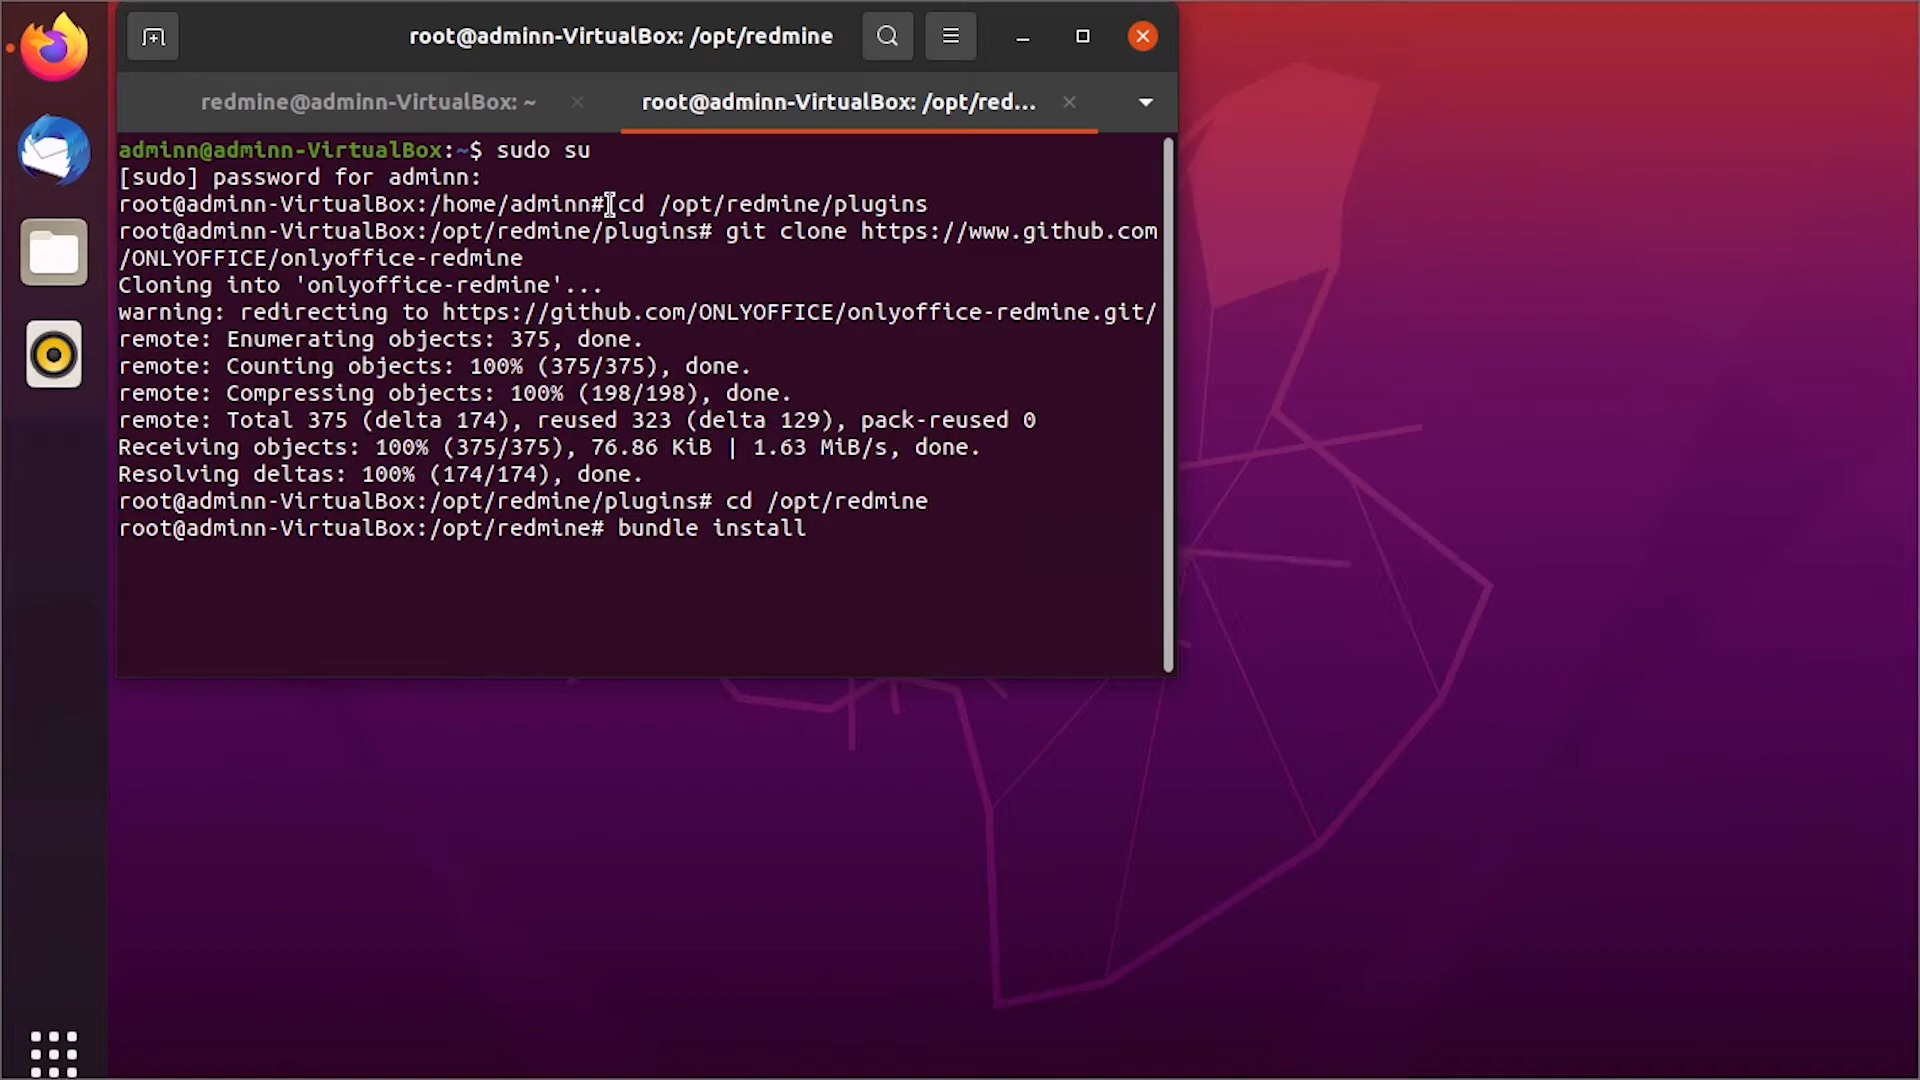 root@adminn-VirtualBox: /opt/redmine
redmine@adminn-VirtualBox: ~
root@adminn-VirtualBox: /opt/red...
adminn@adminn-VirtualBox:~$ sudo su
[sudo] password for adminn:
root@adminn-VirtualBox:/home/adminn# cd /opt/redmine/plugins
root@adminn-VirtualBox:/opt/redmine/plugins# git clone https://www.github.com
/ONLYOFFICE/onlyoffice-redmine
Cloning into 'onlyoffice-redmine'...
warning: redirecting to https://github.com/ONLYOFFICE/onlyoffice-redmine.git/
remote: Enumerating objects: 375, done.
remote: Counting objects: 100% (375/375), done.
remote: Compressing objects: 100% (198/198), done.
remote: Total 375 (delta 174), reused 323 (delta 129), pack-reused 0
Receiving objects: 100% (375/375), 76.86 KiB | 1.63 MiB/s, done.
Resolving deltas: 100% (174/174), done.
root@adminn-VirtualBox:/opt/redmine/plugins# cd /opt/redmine
root@adminn-VirtualBox:/opt/redmine# bundle install